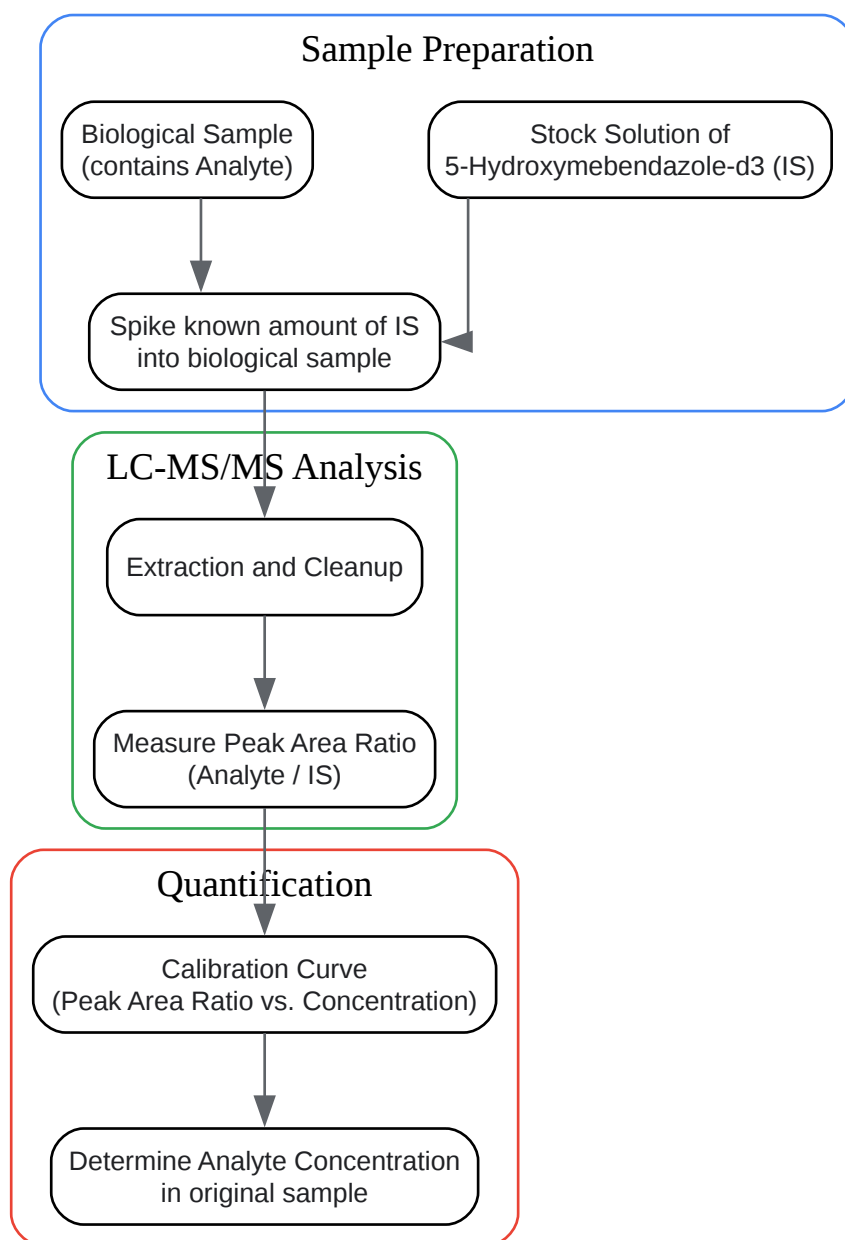 Sample Preparation
Biological Sample
(contains Analyte)
Stock Solution of
5-Hydroxymebendazole-d3 (IS)
Spike known amount of IS
into biological sample
LC-MS/MS Analysis
Extraction and Cleanup
Measure Peak Area Ratio
(Analyte / IS)
Quantification
Calibration Curve
(Peak Area Ratio vs. Concentration)
Determine Analyte Concentration
in original sample